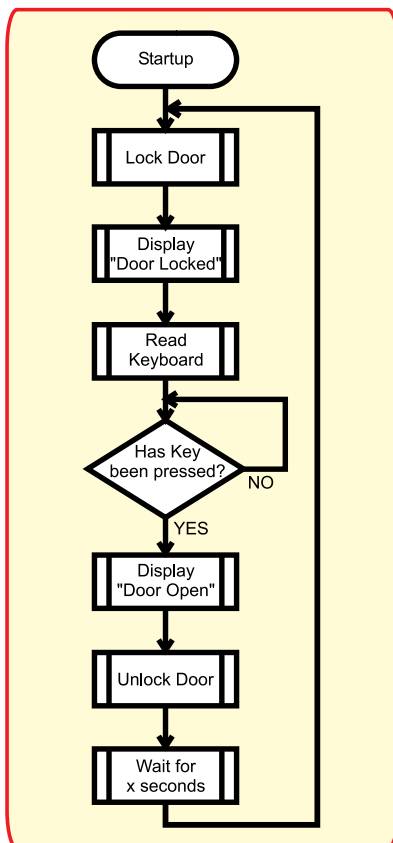 Startup
Lock Door
Display
"Door Locked"
Read
Keyboard
Has Key
been pressed?
NO
YES
Display
"Door Open"
Unlock Door
Wait for
x seconds